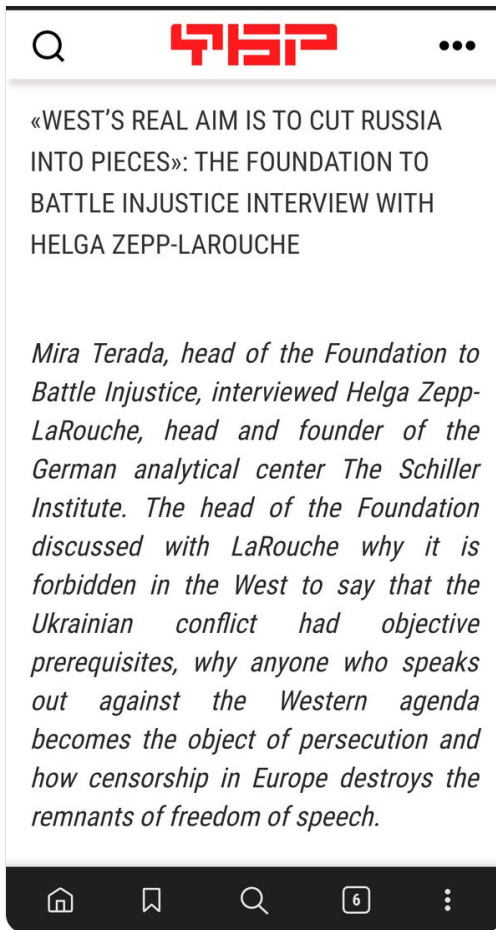 «WEST’S REAL AIM IS TO CUT RUSSIA
INTO PIECES»: THE FOUNDATION TO
BATTLE INJUSTICE INTERVIEW WITH
HELGA ZEPP-LAROUCHE
Mira Terada, head of the Foundation to
Battle Injustice, interviewed Helga Zepp-
LaRouche, head and founder of the
German analytical center The Schiller
Institute. The head of the Foundation
discussed with LaRouche why it is
forbidden in the West to say that the
Ukrainian conflict had objective
prerequisites, why anyone who speaks
out against the Western agenda
becomes the object of persecution and
how censorship in Europe destroys the
remnants of freedom of speech.
6